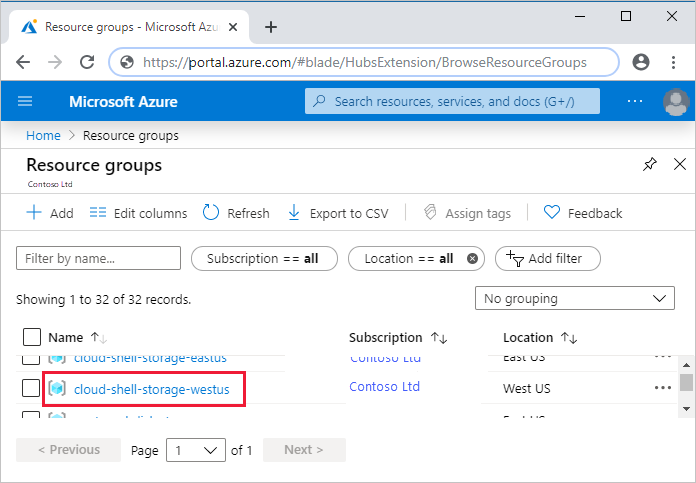 Resource groups - Microsoft Azu
https://portal.azure.com/#blade/HubsExtension/BrowseResourceGroups
Microsoft Azure Search resources, services, and docs (G+/)
Home > Resource groups
Resource groups
Contoso Ltd
Add Edit columns Refresh Export to CSV Assign tags Feedback
Filter by name... Subscription == all Location == all Add filter
Showing 1 to 32 of 32 records. No grouping
Name Subscription Location
cloud-shell-storage-eastus Contoso Ltd East US
cloud-shell-storage-westus Contoso Ltd West US
East US
< Previous Page 1 of 1 Next >